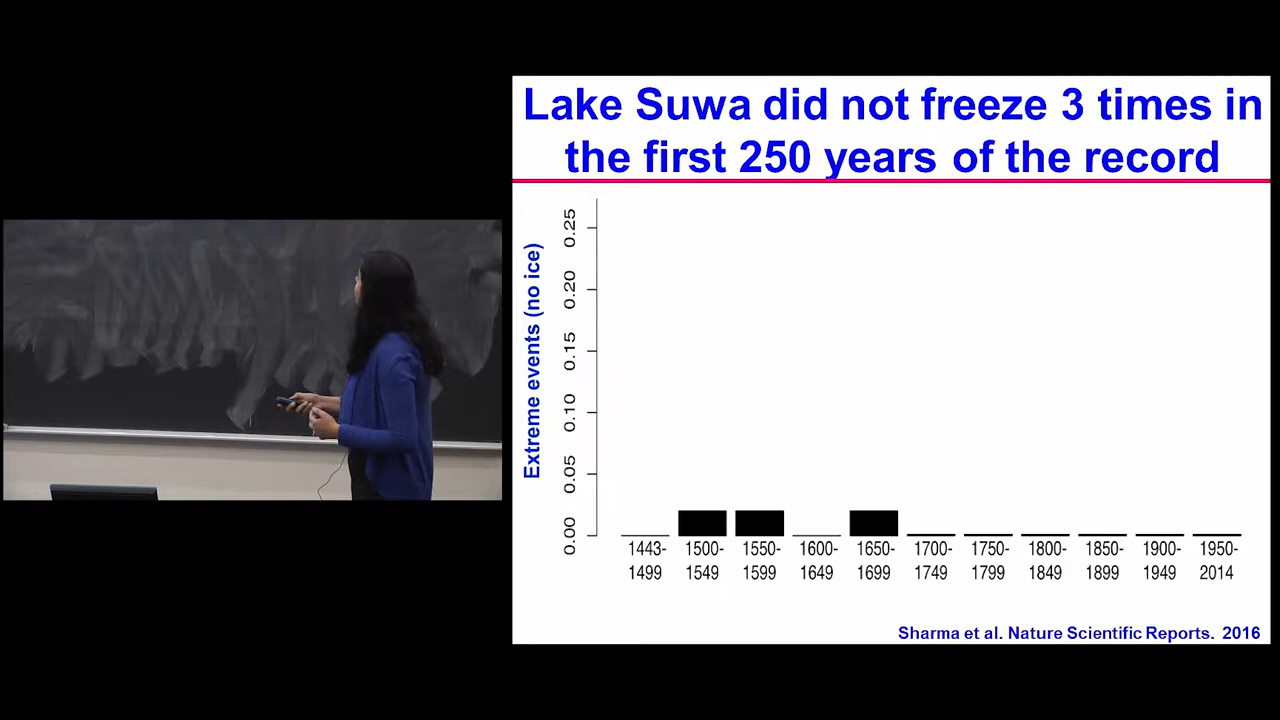 Lake Suwa did not freeze 3 times in
the first 250 years of the record
Extreme events (no ice)
0.25
0.20
0.15
0.10
0.05
0.00
1443- 1500- 1550- 1600- 1650- 1700- 1750- 1800- 1850- 1900- 1950-
1499 1549 1599 1649 1699 1749 1799 1849 1899 1949 2014
Sharma et al. Nature Scientific Reports. 2016